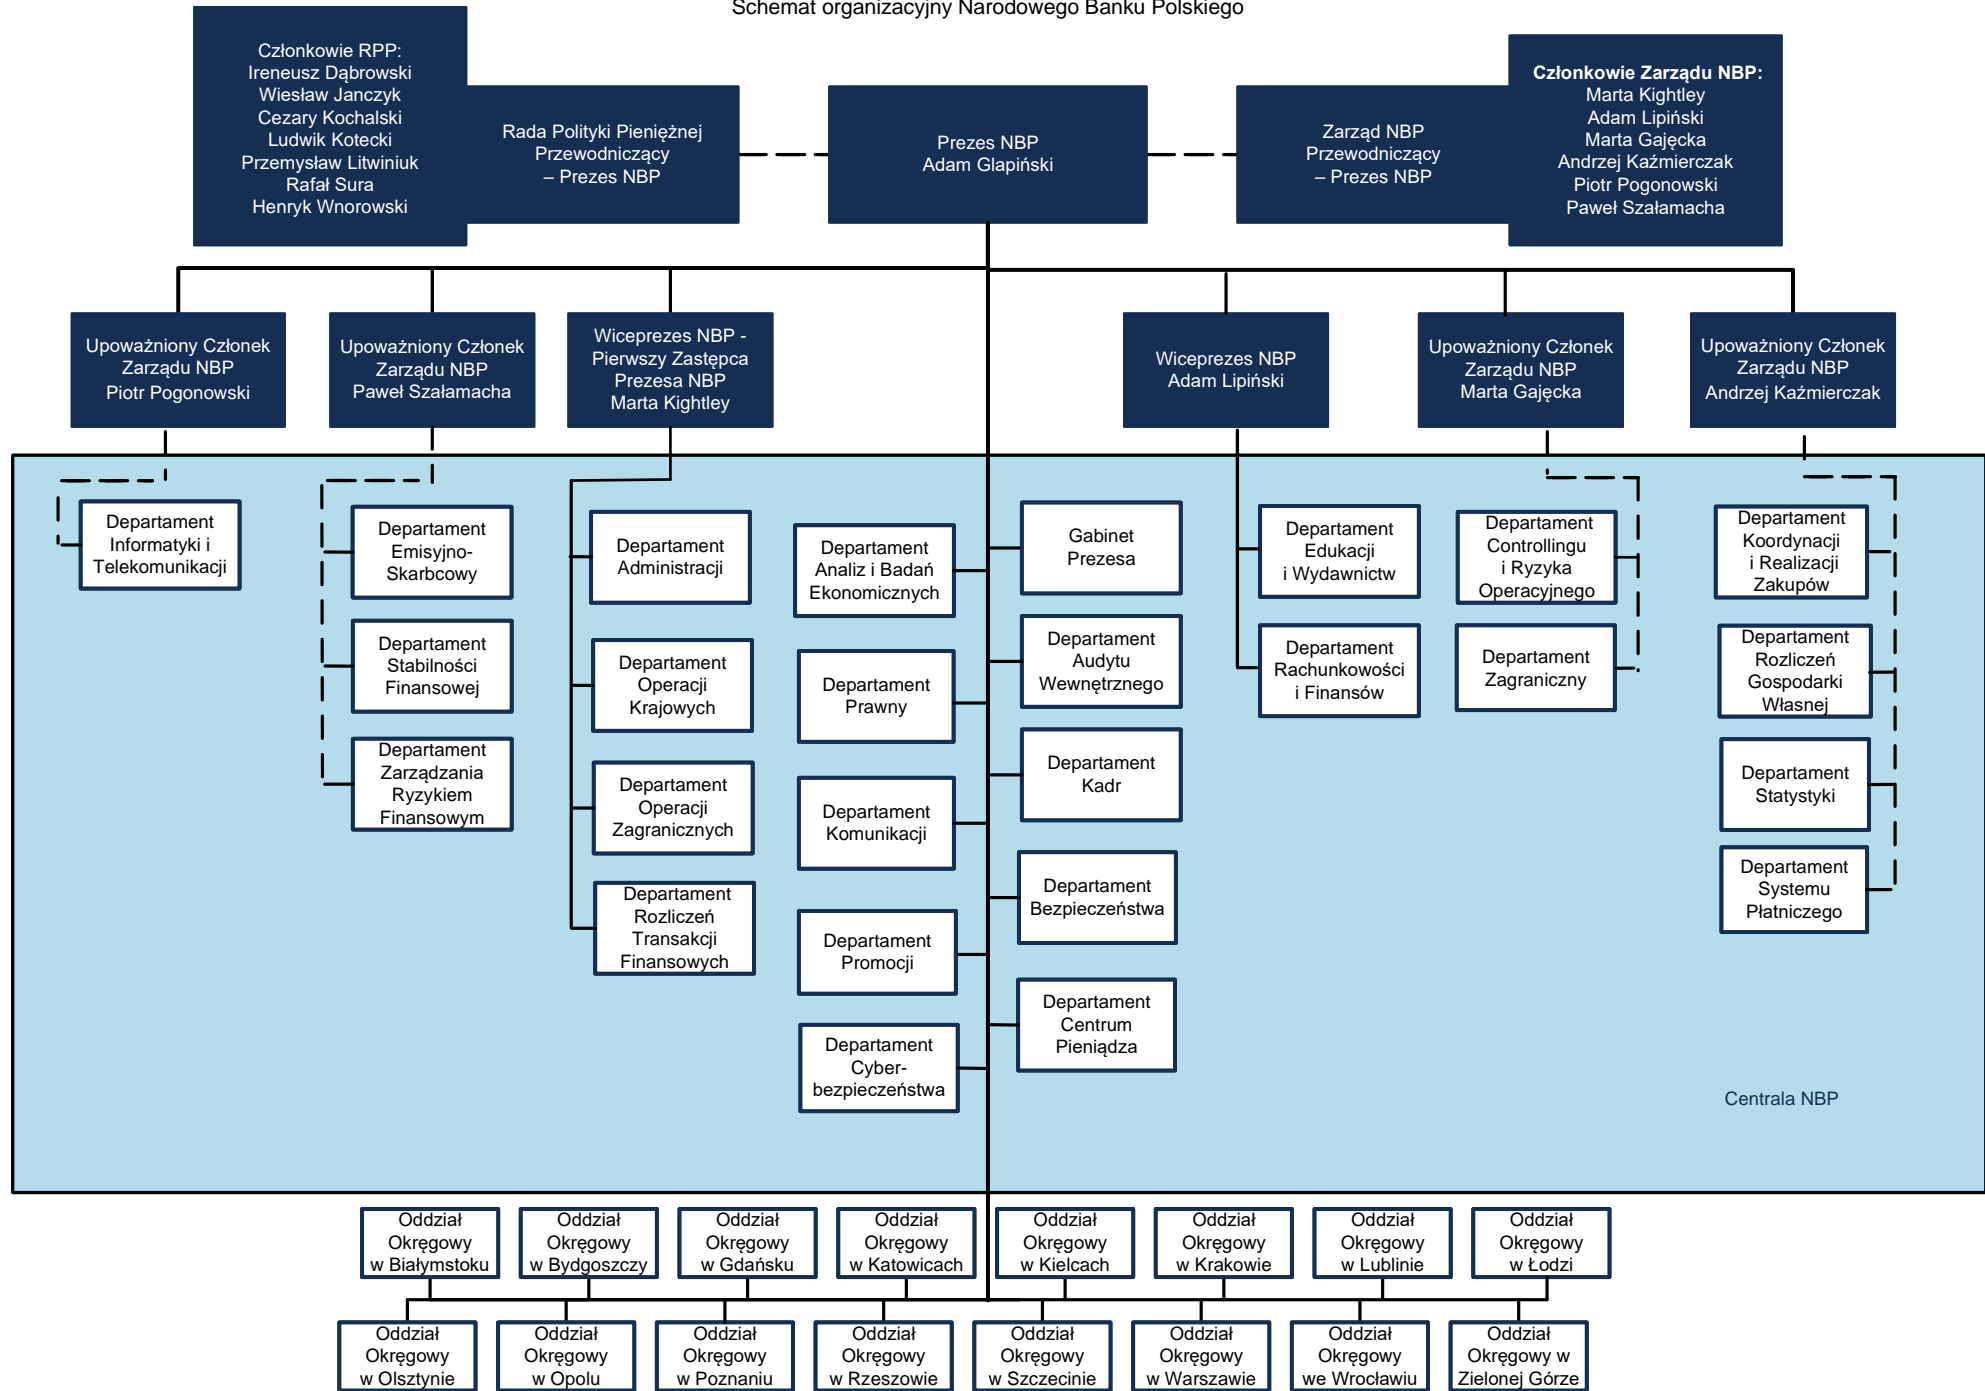 Schemat organizacyjny Narodowego Banku Polskiego
Członkowie RPP:
Ireneusz Dąbrowski
Wiesław Janczyk
Cezary Kochalski
Ludwik Kotecki
Przemysław Litwiniuk
Rafał Sura
Henryk Wnorowski
Rada Polityki Pieniężnej
Przewodniczący
– Prezes NBP
Prezes NBP
Adam Glapiński
Zarząd NBP
Przewodniczący
– Prezes NBP
Członkowie Zarządu NBP:
Marta Kightley
Adam Lipiński
Marta Gajęcka
Andrzej Kaźmierczak
Piotr Pogonowski
Paweł Szałamacha
Upoważniony Członek
Zarządu NBP
Piotr Pogonowski
Upoważniony Członek
Zarządu NBP
Paweł Szałamacha
Wiceprezes NBP -
Pierwszy Zastępca
Prezesa NBP
Marta Kightley
Wiceprezes NBP
Adam Lipiński
Upoważniony Członek
Zarządu NBP
Marta Gajęcka
Upoważniony Członek
Zarządu NBP
Andrzej Kaźmierczak
Departament
Informatyki i
Telekomunikacji
Departament
Emisyjno-
Skarbcowy
Departament
Stabilności
Finansowej
Departament
Zarządzania
Ryzykiem
Finansowym
Departament
Administracji
Departament
Operacji
Krajowych
Departament
Operacji
Zagranicznych
Departament
Rozliczeń
Transakcji
Finansowych
Departament
Analiz i Badań
Ekonomicznych
Departament
Prawny
Departament
Komunikacji
Departament
Promocji
Departament
Cyber-
bezpieczeństwa
Gabinet
Prezesa
Departament
Audytu
Wewnętrznego
Departament
Kadr
Departament
Bezpieczeństwa
Departament
Centrum
Pieniądza
Departament
Edukacji
i Wydawnictw
Departament
Rachunkowości
i Finansów
Departament
Controllingu
i Ryzyka
Operacyjnego
Departament
Zagraniczny
Departament
Koordynacji
i Realizacji
Zakupów
Departament
Rozliczeń
Gospodarki
Własnej
Departament
Statystyki
Departament
Systemu
Płatniczego
Centrala NBP
Oddział
Okręgowy
w Białymstoku
Oddział
Okręgowy
w Bydgoszczy
Oddział
Okręgowy
w Gdańsku
Oddział
Okręgowy
w Katowicach
Oddział
Okręgowy
w Kielcach
Oddział
Okręgowy
w Krakowie
Oddział
Okręgowy
w Lublinie
Oddział
Okręgowy
w Łodzi
Oddział
Okręgowy
w Olsztynie
Oddział
Okręgowy
w Opolu
Oddział
Okręgowy
w Poznaniu
Oddział
Okręgowy
w Rzeszowie
Oddział
Okręgowy
w Szczecinie
Oddział
Okręgowy
w Warszawie
Oddział
Okręgowy
we Wrocławiu
Oddział
Okręgowy w
Zielonej Górze